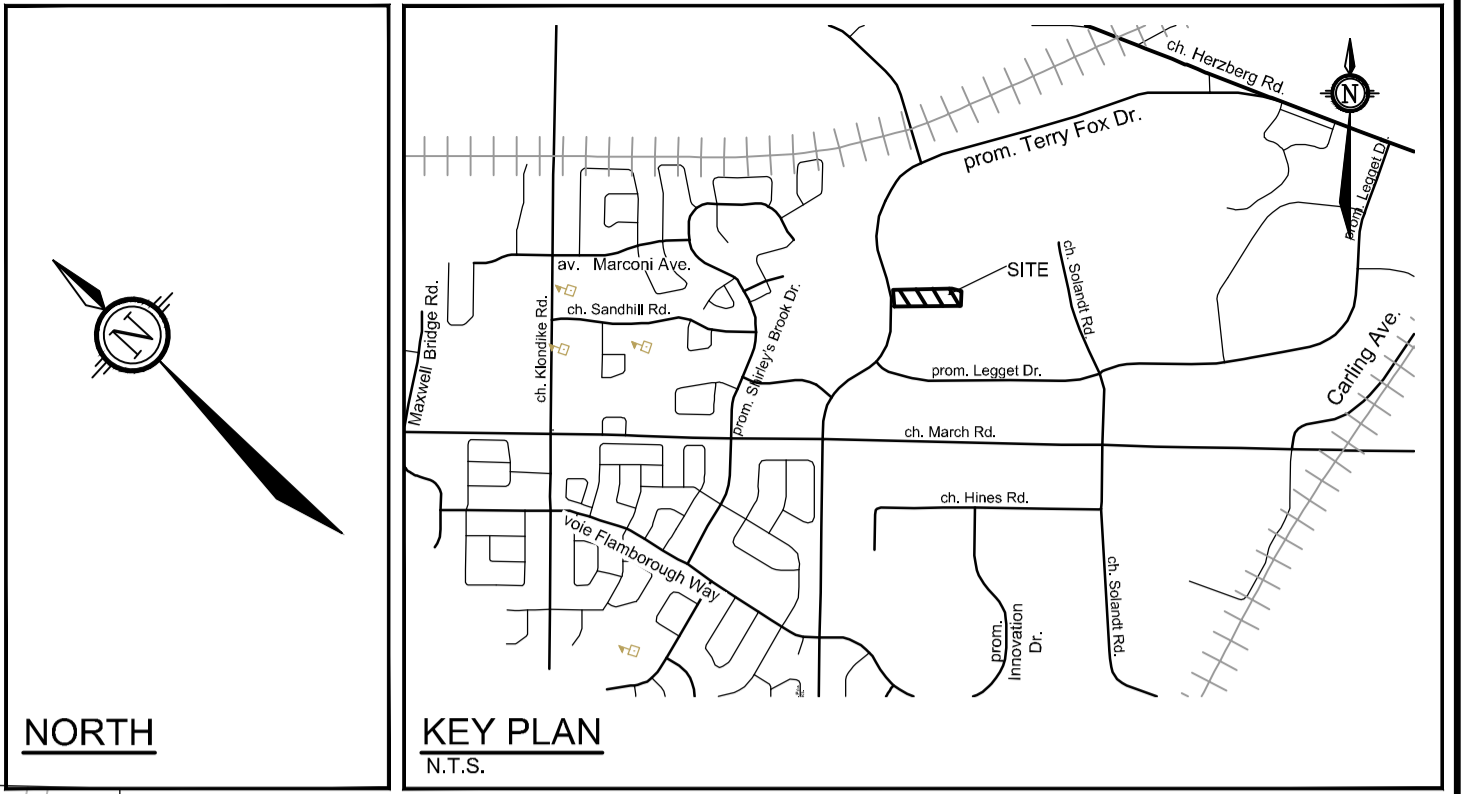 N
NORTH
ch. Herzberg Rd.
N
prom. Terry Fox Dr.
prom. Legget D
av. Marconi Ave.
SITE
ch. Solandt Rd.
ch. Sandhill Rd.
Maxwell Bridge Rd.
ch. Klondike Rd.
prom. Shirley's Brook Dr.
prom. Legget Dr.
Carling Ave.
ch. March Rd.
ch. Hines Rd.
voie Flamborough Way
ch. Solandt Rd.
prom.
Innovation
Dr.
KEY PLAN
N.T.S.